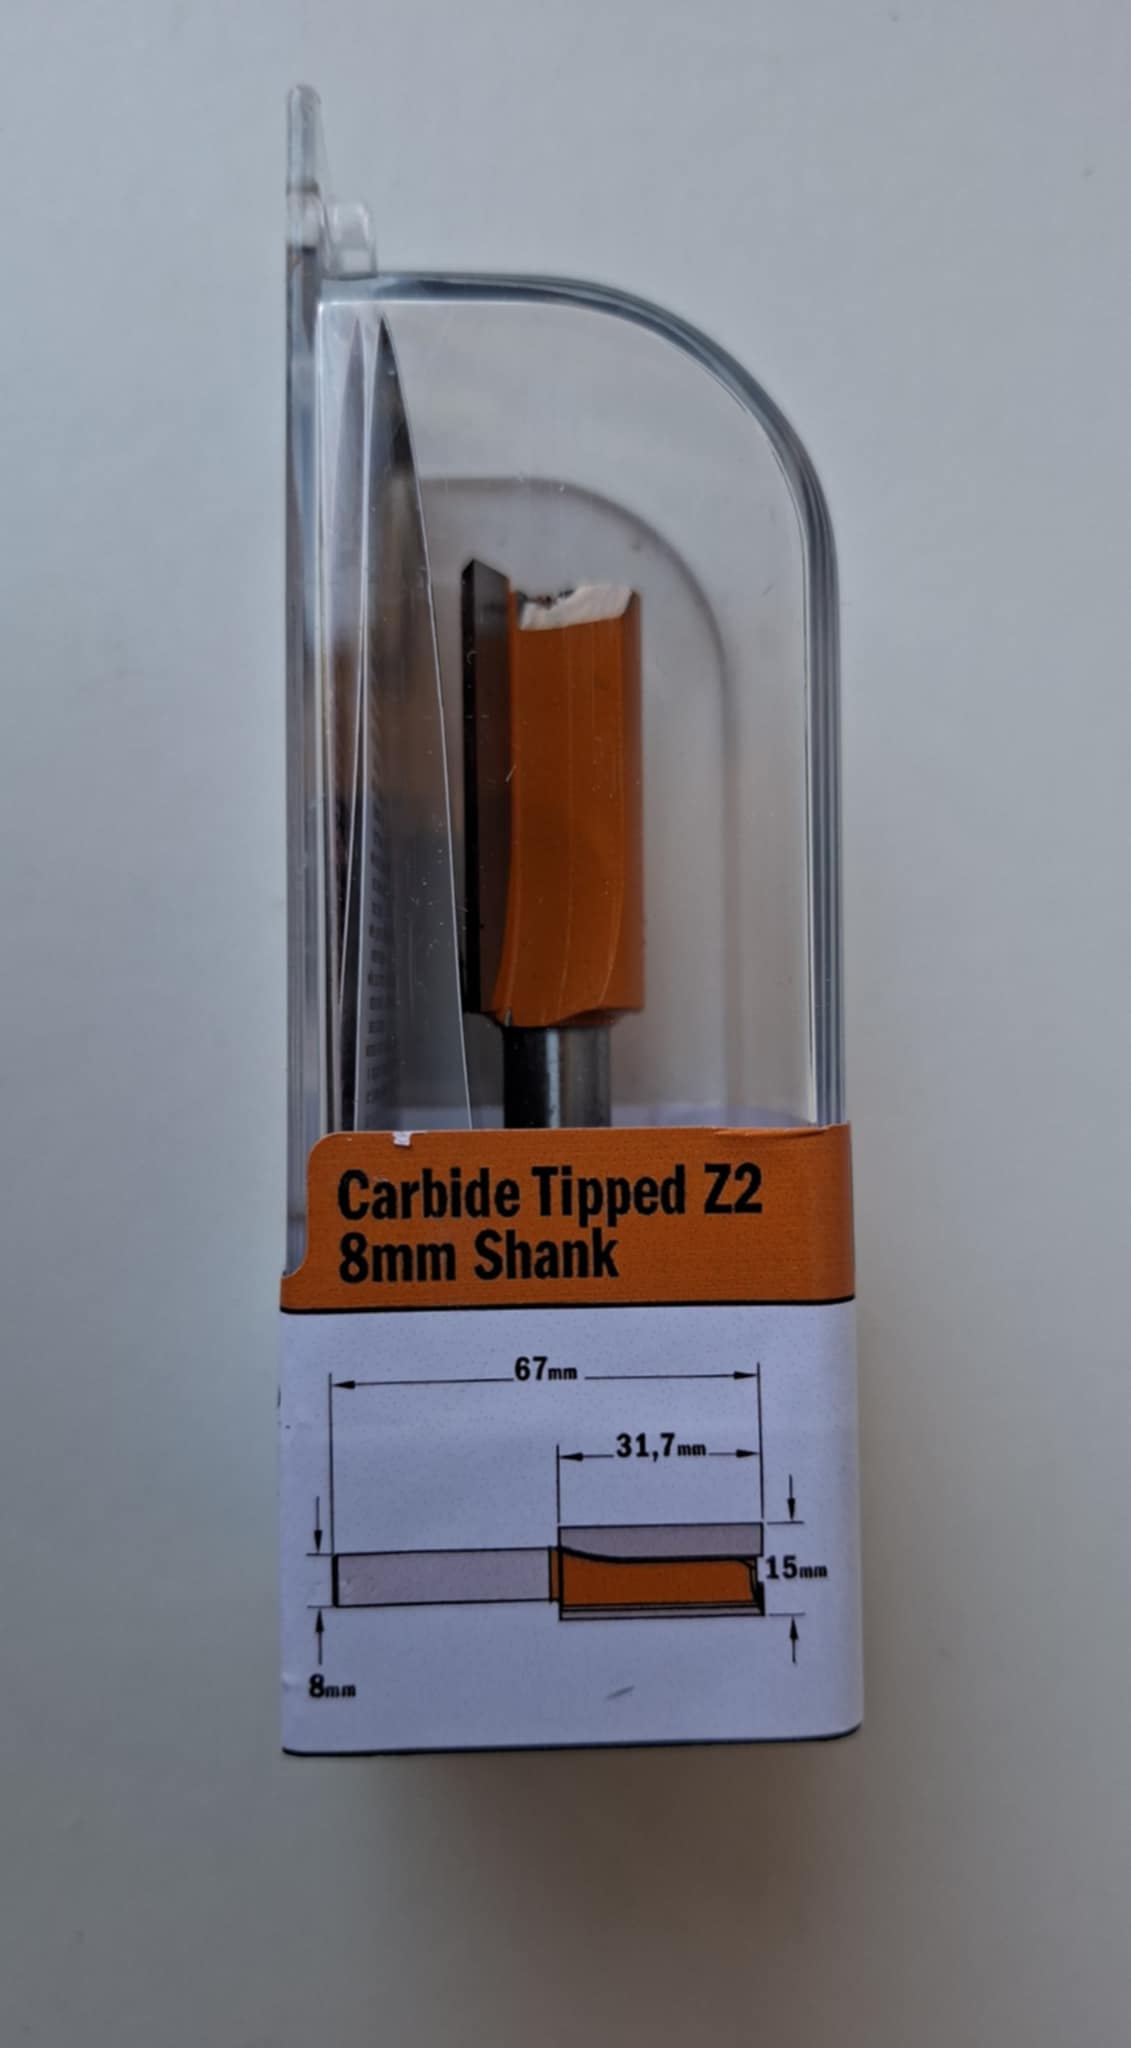 Carbide Tipped Z2
8mm Shank
67mm
31,7mm
15mm
8mm